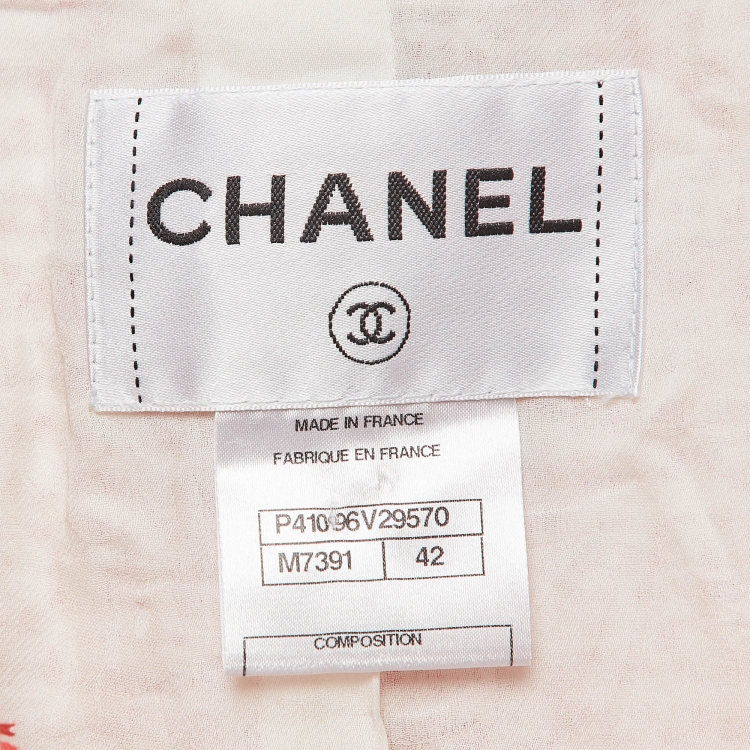 CHANEL
MADE IN FRANCE
FABRIQUE EN FRANCE
P41096V29570
M7391 42
COMPOSITION